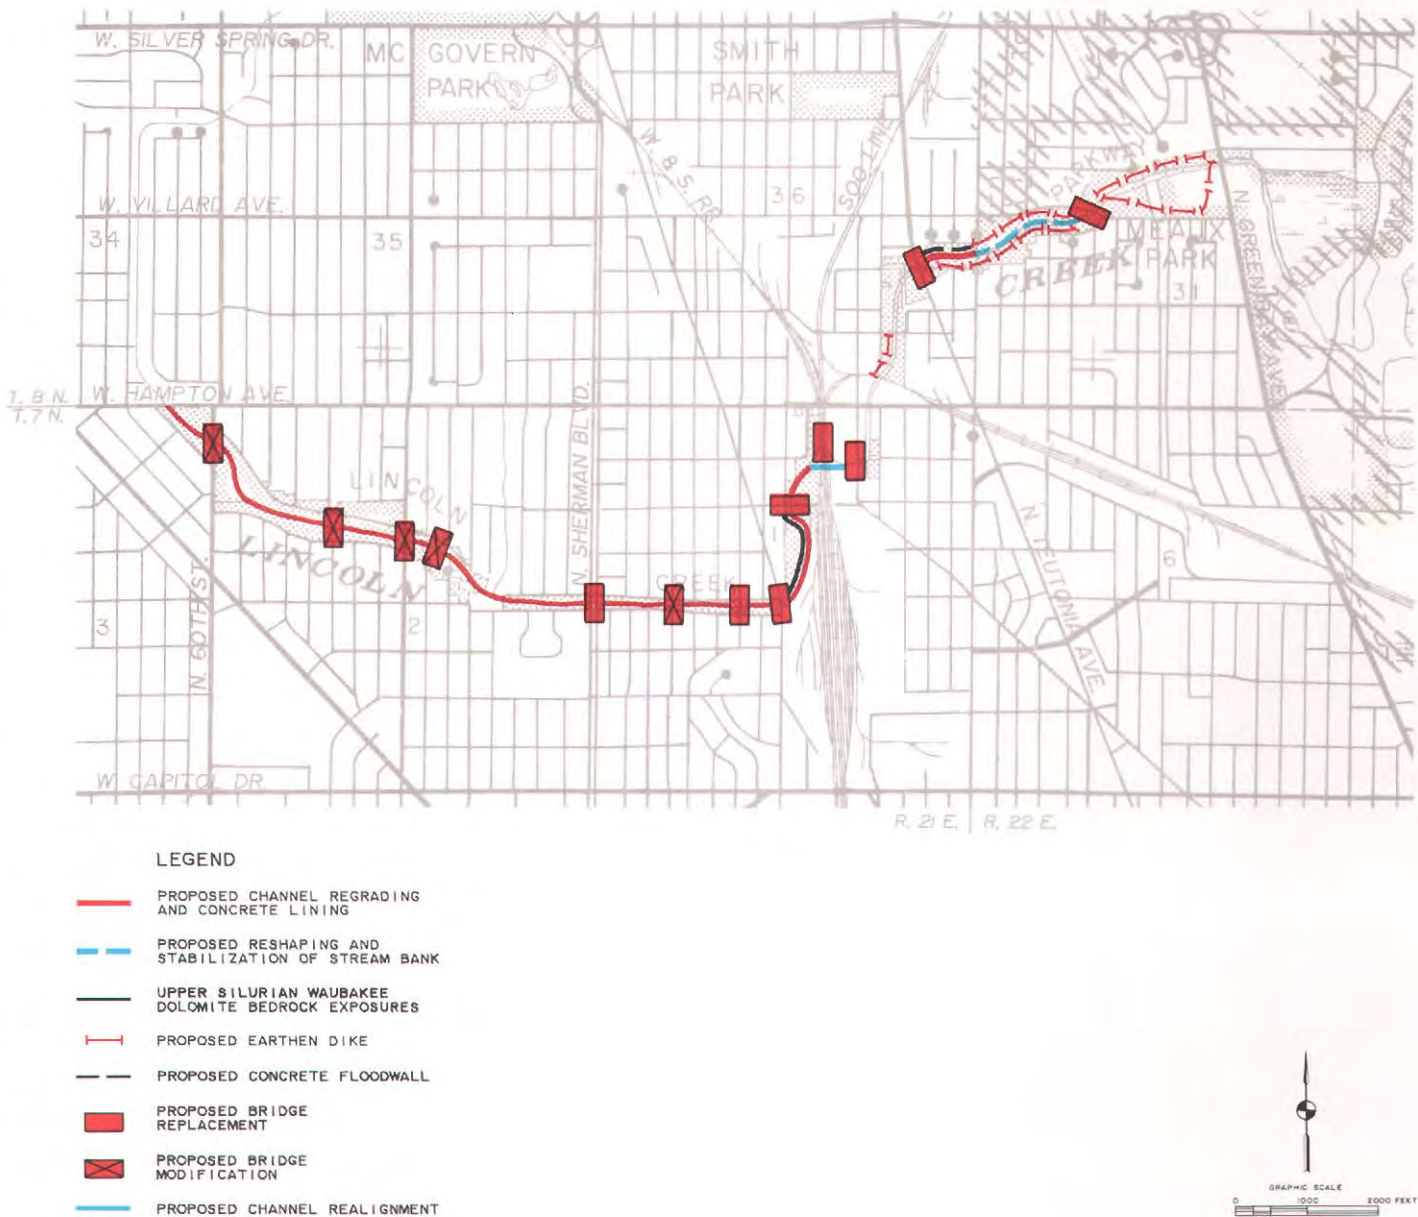 W. SILVER SPRING DR.
MC GOVERN
PARK
SMITH
PARK
W. B. S. RR.
SOO LINE
36
PARKWAY
W. VILLARD AVE.
34
35
MEAUX
PARK
CREEK
31
N. GREEN BAY AVE.
T. 8 N.
T. 7 N.
W. HAMPTON AVE.
N. SHERMAN BLVD.
LINCOLN
LINCOLN
CREEK
1
N. TEUTONIA AVE.
6
N. 60TH ST.
3
2
W. CAPITOL DR.
R. 21 E.
R. 22 E.
LEGEND
PROPOSED CHANNEL REGRADING
AND CONCRETE LINING
PROPOSED RESHAPING AND
STABILIZATION OF STREAM BANK
UPPER SILURIAN WAUBAKEE
DOLOMITE BEDROCK EXPOSURES
PROPOSED EARTHEN DIKE
PROPOSED CONCRETE FLOODWALL
PROPOSED BRIDGE
REPLACEMENT
PROPOSED BRIDGE
MODIFICATION
PROPOSED CHANNEL REALIGNMENT
GRAPHIC SCALE
0 1000 2000 FEET